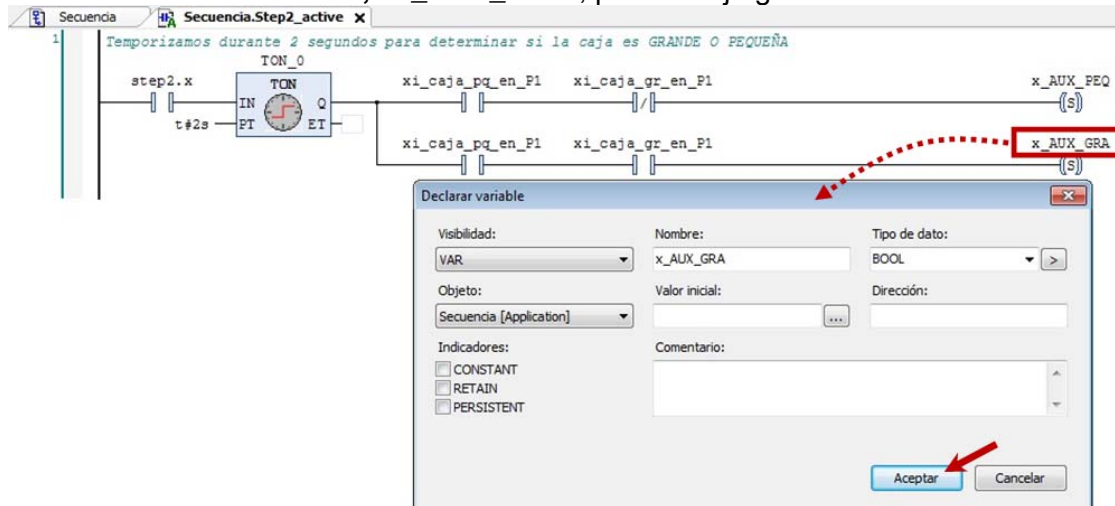 Secuencia
Secuencia.Step2_active x
1
Temporizamos durante 2 segundos para determinar si la caja es GRANDE O PEQUEÑA
TON_0
step2.x TON xi_caja_pq_en_P1 xi_caja_gr_en_P1 x_AUX_PEQ
IN Q (S)
t#2s PT ET
xi_caja_pq_en_P1 xi_caja_gr_en_P1 x_AUX_GRA
(S)
Declarar variable
Visibilidad: Nombre: Tipo de dato:
VAR x_AUX_GRA BOOL >
Objeto: Valor inicial: Dirección:
Secuencia [Application] ...
Indicadores: Comentario:
CONSTANT
RETAIN
PERSISTENT
Aceptar Cancelar